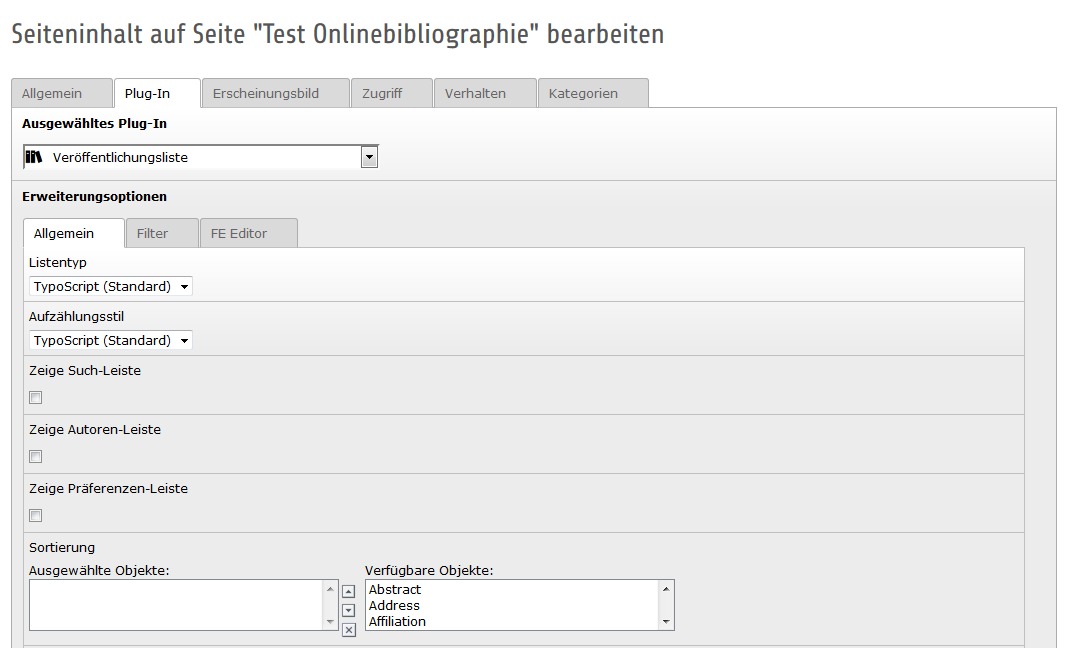 Seiteninhalt auf Seite "Test Onlinebibliographie" bearbeiten
Allgemein Plug-In Erscheinungsbild Zugriff Verhalten Kategorien
Ausgewähltes Plug-In
Veröffentlichungsliste
Erweiterungsoptionen
Allgemein Filter FE Editor
Listentyp
TypoScript (Standard)
Aufzählungsstil
TypoScript (Standard)
Zeige Such-Leiste
Zeige Autoren-Leiste
Zeige Präferenzen-Leiste
Sortierung
Ausgewählte Objekte: Verfügbare Objekte:
Abstract
Address
Affiliation